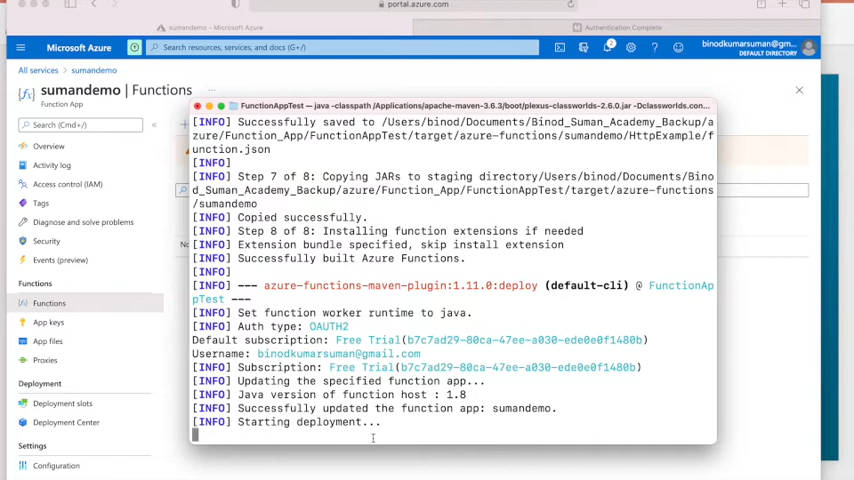 portal.azure.com
sumandemo - Microsoft Azure
Authentication Complete
Microsoft Azure
Search resources, services, and docs (G+/)
2
binodkumarsuman@gm...
DEFAULT DIRECTORY
All services > sumandemo
sumandemo | Functions
...
Function App
Search (Cmd+/)
Overview
Activity log
Access control (IAM)
Tags
Diagnose and solve problems
Security
Events (preview)
Functions
Functions
App keys
App files
Proxies
Deployment
Deployment slots
Deployment Center
Settings
Configuration
No
FunctionAppTest — java -classpath /Applications/apache-maven-3.6.3/boot/plexus-classworlds-2.6.0.jar -Dclassworlds.con...
[INFO] Successfully saved to /Users/binod/Documents/Binod_Suman_Academy_Backup/a
zure/Function_App/FunctionAppTest/target/azure-functions/sumandemo/HttpExample/f
unction.json
[INFO]
[INFO] Step 7 of 8: Copying JARs to staging directory/Users/binod/Documents/Bino
d_Suman_Academy_Backup/azure/Function_App/FunctionAppTest/target/azure-functions
/sumandemo
[INFO] Copied successfully.
[INFO] Step 8 of 8: Installing function extensions if needed
[INFO] Extension bundle specified, skip install extension
[INFO] Successfully built Azure Functions.
[INFO]
[INFO] --- azure-functions-maven-plugin:1.11.0:deploy (default-cli) @ FunctionAp
pTest ---
[INFO] Set function worker runtime to java.
[INFO] Auth type: OAUTH2
Default subscription: Free Trial(b7c7ad29-80ca-47ee-a030-ede0e0f1480b)
Username: binodkumarsuman@gmail.com
[INFO] Subscription: Free Trial(b7c7ad29-80ca-47ee-a030-ede0e0f1480b)
[INFO] Updating the specified function app...
[INFO] Java version of function host : 1.8
[INFO] Successfully updated the function app: sumandemo.
[INFO] Starting deployment...